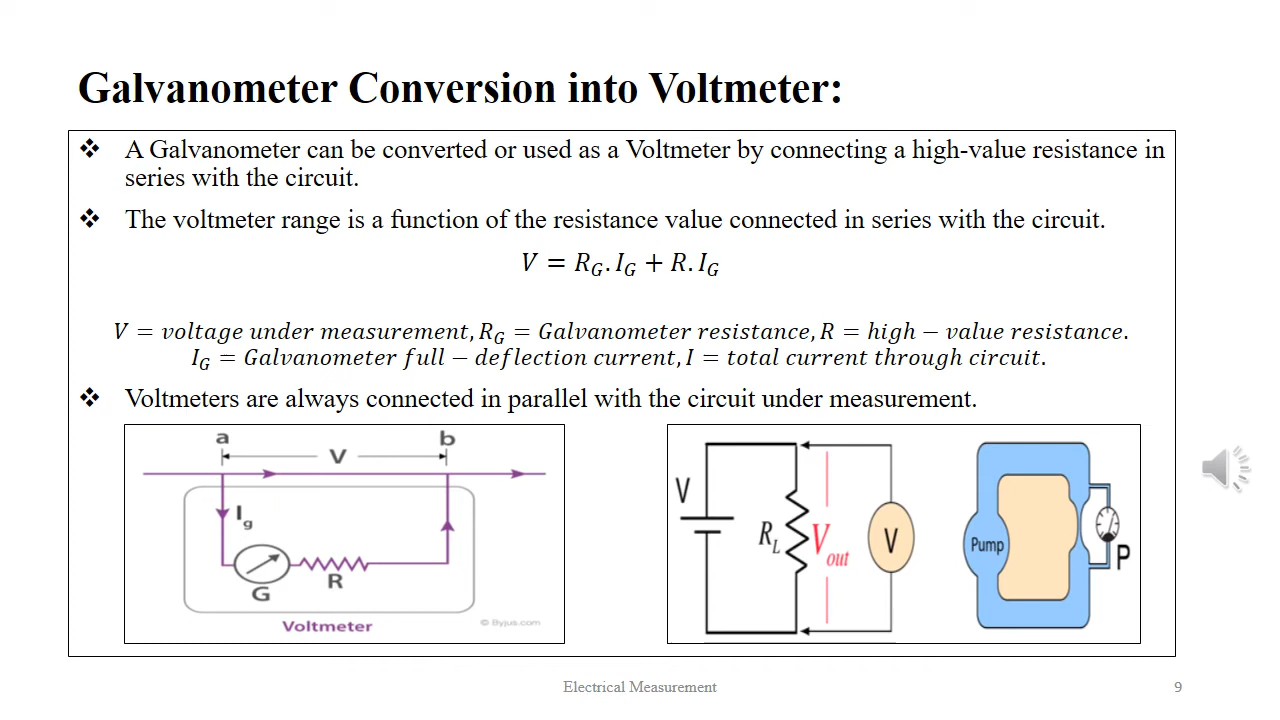 Galvanometer Conversion into Voltmeter:
❖ A Galvanometer can be converted or used as a Voltmeter by connecting a high-value resistance in
series with the circuit.
❖ The voltmeter range is a function of the resistance value connected in series with the circuit.
V = R_G. I_G + R. I_G
V = voltage under measurement, R_G = Galvanometer resistance, R = high − value resistance.
I_G = Galvanometer full − deflection current, I = total current through circuit.
❖ Voltmeters are always connected in parallel with the circuit under measurement.
a
b
V
I_g
G
R
Voltmeter
© Byjus.com
V
R_L
V_out
V
Pump
P
Electrical Measurement
9